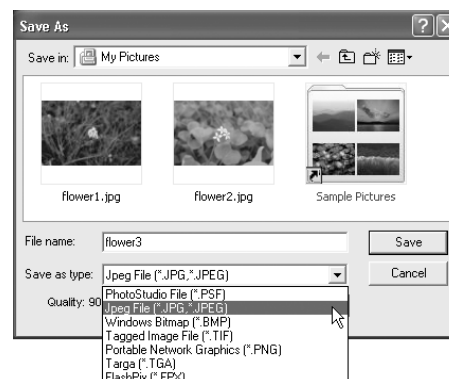 Save As
Save in: My Pictures
flower1.jpg flower2.jpg Sample Pictures
File name: flower3 Save
Save as type: Jpeg File (*.JPG,*.JPEG) Cancel
Quality: 90
PhotoStudio File (*.PSF)
Jpeg File (*.JPG,*.JPEG)
Windows Bitmap (*.BMP)
Tagged Image File (*.TIF)
Portable Network Graphics (*.PNG)
Targa (*.TGA)
FlashPix (*.FPX)